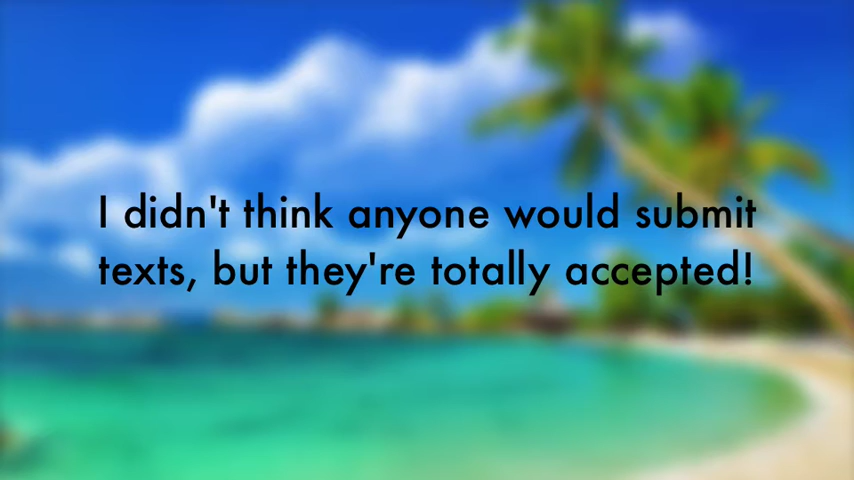 I didn't think anyone would submit
texts, but they're totally accepted!